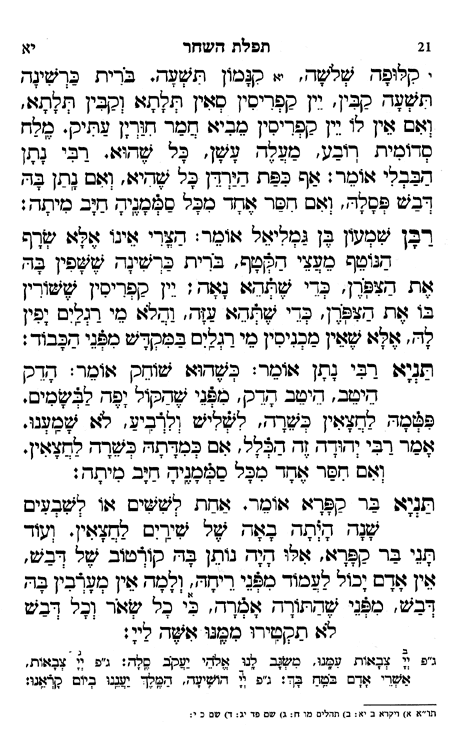 21 תפלת השחר יא
י קִלּוּפָה שְׁלֹשָׁה, יא קִנָּמוֹן תִּשְׁעָה. בֹּרִית כַּרְשִׁינָה
תִּשְׁעָה קַבִּין, יֵין קַפְרִיסִין סְאִין תְּלָתָא וְקַבִּין תְּלָתָא,
וְאִם אֵין לוֹ יֵין קַפְרִיסִין מֵבִיא חֲמַר חִוַּרְיָן עַתִּיק. מֶלַח
סְדוֹמִית רוֹבַע, מַעֲלֶה עָשָׁן, כָּל שֶׁהוּא. רַבִּי נָתָן
הַבַּבְלִי אוֹמֵר: אַף כִּפַּת הַיַּרְדֵּן כָּל שֶׁהִיא, וְאִם נָתַן בָּהּ
דְּבַשׁ פְּסָלָהּ, וְאִם חִסַּר אֶחָד מִכָּל סַמְּמָנֶיהָ חַיָּב מִיתָה:
רַבָּן שִׁמְעוֹן בֶּן גַּמְלִיאֵל אוֹמֵר: הַצֳּרִי אֵינוֹ אֶלָּא שְׂרָף
הַנּוֹטֵף מֵעֲצֵי הַקְּטָף, בֹּרִית כַּרְשִׁינָה שֶׁשָּׁפִין בָּהּ
אֶת הַצִּפֹּרֶן, כְּדֵי שֶׁתְּהֵא נָאָה: יֵין קַפְרִיסִין שֶׁשּׁוֹרִין
בּוֹ אֶת הַצִּפֹּרֶן, כְּדֵי שֶׁתְּהֵא עַזָּה, וַהֲלֹא מֵי רַגְלַיִם יָפִין
לָהּ, אֶלָּא שֶׁאֵין מַכְנִיסִין מֵי רַגְלַיִם בַּמִּקְדָּשׁ מִפְּנֵי הַכָּבוֹד:
תַּנְיָא רַבִּי נָתָן אוֹמֵר: כְּשֶׁהוּא שׁוֹחֵק אוֹמֵר: הָדֵק
הֵיטֵב, הֵיטֵב הָדֵק, מִפְּנֵי שֶׁהַקּוֹל יָפֶה לַבְּשָׂמִים.
פִּטְּמָהּ לַחֲצָאִין כְּשֵׁרָה, לִשְׁלִישׁ וְלִרְבִיעַ, לֹא שָׁמָעְנוּ.
אָמַר רַבִּי יְהוּדָה זֶה הַכְּלָל, אִם כְּמִדָּתָהּ כְּשֵׁרָה לַחֲצָאִין.
וְאִם חִסַּר אֶחָד מִכָּל סַמְּמָנֶיהָ חַיָּב מִיתָה:
תַּנְיָא בַּר קַפָּרָא אוֹמֵר. אַחַת לְשִׁשִּׁים אוֹ לְשִׁבְעִים
שָׁנָה הָיְתָה בָאָה שֶׁל שִׁירַיִם לַחֲצָאִין. וְעוֹד
תָּנֵי בַּר קַפָּרָא, אִלּוּ הָיָה נוֹתֵן בָּהּ קוֹרְטוֹב שֶׁל דְּבַשׁ,
אֵין אָדָם יָכוֹל לַעֲמוֹד מִפְּנֵי רֵיחָהּ, וְלָמָּה אֵין מְעָרְבִין בָּהּ
דְּבַשׁ, מִפְּנֵי שֶׁהַתּוֹרָה אָמְרָה, כִּי כָל שְׂאֹר וְכָל דְּבַשׁ
לֹא תַקְטִירוּ מִמֶּנּוּ אִשֶּׁה לַיְיָ:
ג״פ יְיָ צְבָאוֹת עִמָּנוּ, מִשְׂגָּב לָנוּ אֱלֹהֵי יַעֲקֹב סֶלָה: ג״פ יְיָ צְבָאוֹת,
אַשְׁרֵי אָדָם בֹּטֵחַ בָּךְ: ג״פ יְיָ הוֹשִׁיעָה, הַמֶּלֶךְ יַעֲנֵנוּ בְיוֹם קָרְאֵנוּ:
תו״א א) ויקרא ב יא: ב) תהלים מו ח: ג) שם פד יג: ד) שם כ י: